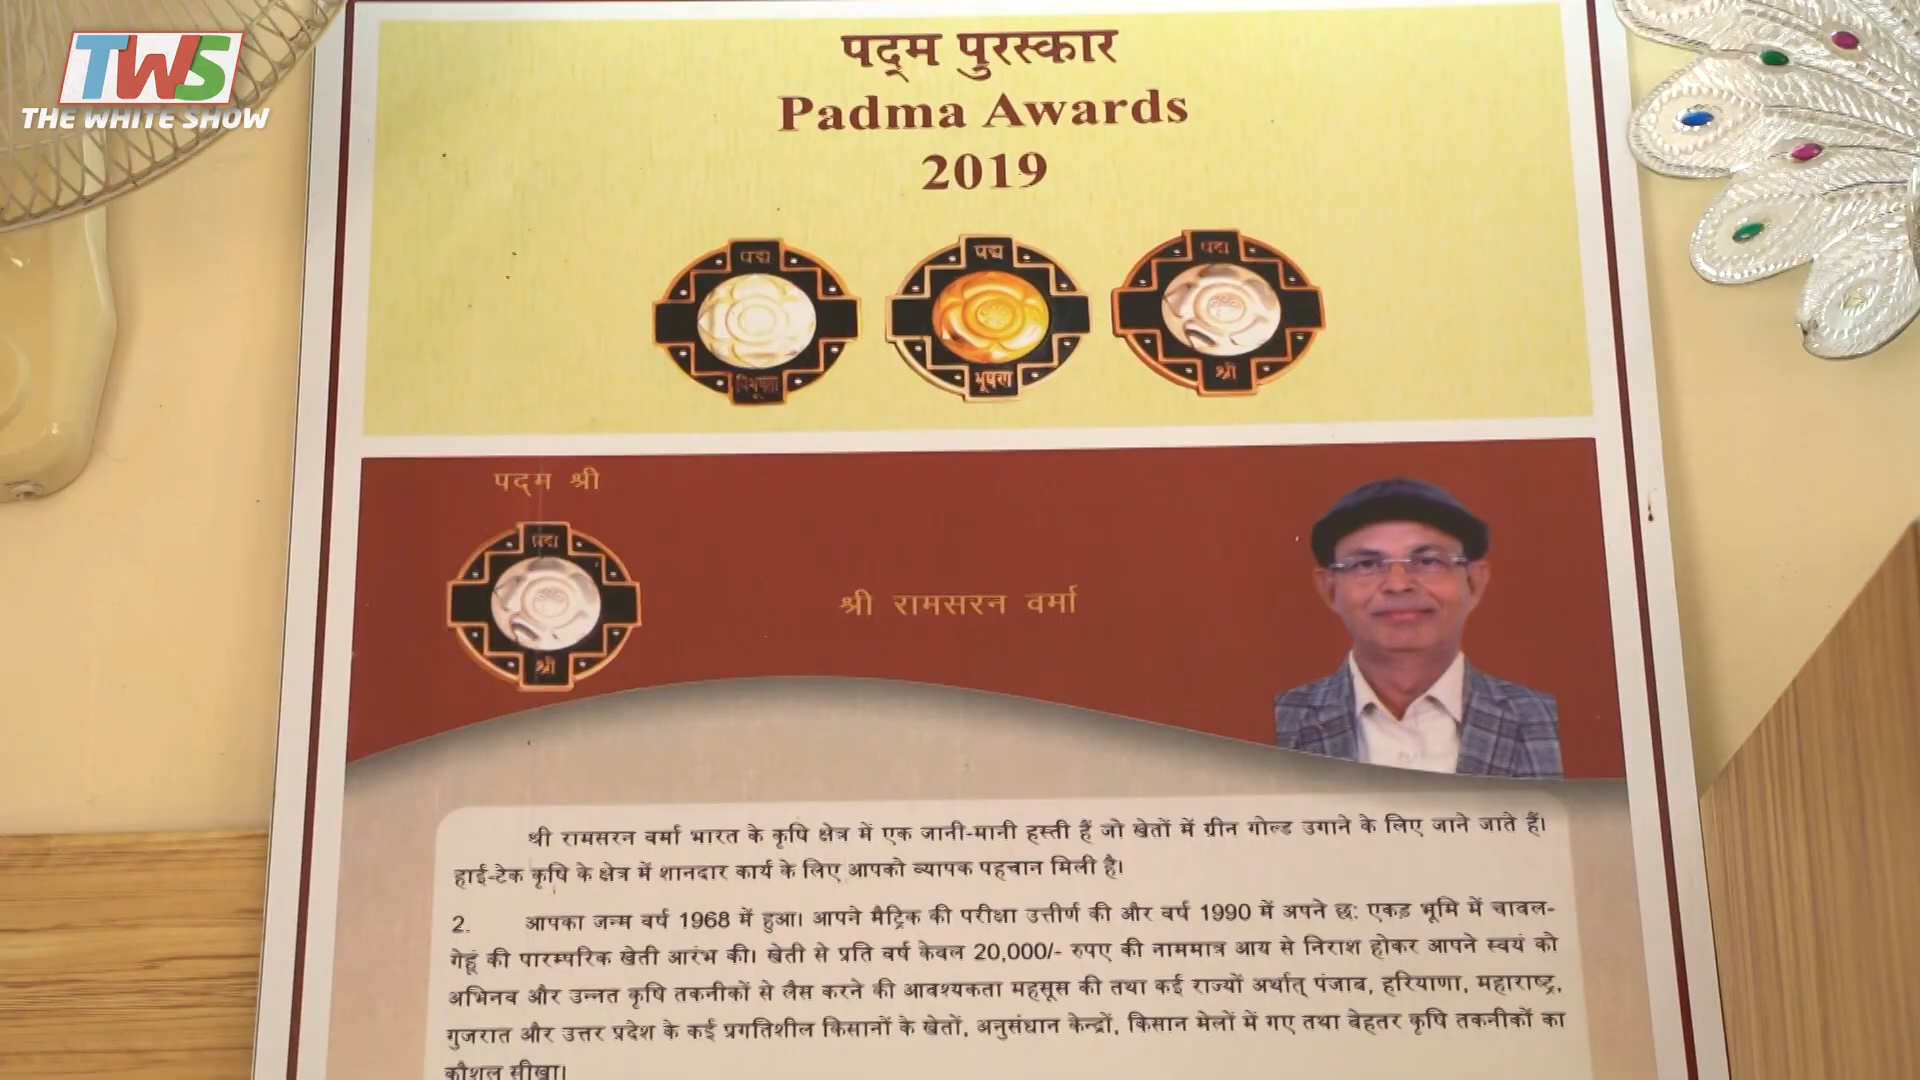 TWS
THE WHITE SHOW
पद्म पुरस्कार
Padma Awards
2019
पद्म पद्म पद्म
विभूषण भूषण श्री
पद्म श्री
पद्म
श्री रामसरन वर्मा
श्री
श्री रामसरन वर्मा भारत के कृषि क्षेत्र में एक जानी-मानी हस्ती हैं जो खेतों में ग्रीन गोल्ड उगाने के लिए जाने जाते हैं।
हाई-टेक कृषि के क्षेत्र में शानदार कार्य के लिए आपको व्यापक पहचान मिली है।
2. आपका जन्म वर्ष 1968 में हुआ। आपने मैट्रिक की परीक्षा उत्तीर्ण की और वर्ष 1990 में अपने छः एकड़ भूमि में चावल-
गेहूं की पारम्परिक खेती आरंभ की। खेती से प्रति वर्ष केवल 20,000/- रुपए की नाममात्र आय से निराश होकर आपने स्वयं को
अभिनव और उन्नत कृषि तकनीकों से लैस करने की आवश्यकता महसूस की तथा कई राज्यों अर्थात् पंजाब, हरियाणा, महाराष्ट्र,
गुजरात और उत्तर प्रदेश के कई प्रगतिशील किसानों के खेतों, अनुसंधान केन्द्रों, किसान मेलों में गए तथा बेहतर कृषि तकनीकों का
कौशल सीखा।